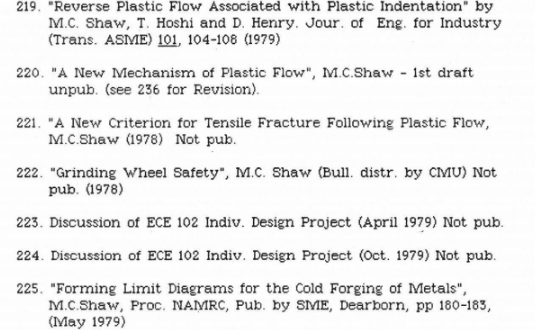 219. "Reverse Plastic Flow Associated with Plastic Indentation" by
M.C. Shaw, T. Hoshi and D. Henry. Jour. of Eng. for Industry
(Trans. ASME) 101, 104-108 (1979)
220. "A New Mechanism of Plastic Flow", M.C.Shaw - 1st draft
unpub. (see 236 for Revision).
221. "A New Criterion for Tensile Fracture Following Plastic Flow,
M.C.Shaw (1978) Not pub.
222. "Grinding Wheel Safety", M.C. Shaw (Bull. distr. by CMU) Not
pub. (1978)
223. Discussion of ECE 102 Indiv. Design Project (April 1979) Not pub.
224. Discussion of ECE 102 Indiv. Design Project (Oct. 1979) Not pub.
225. "Forming Limit Diagrams for the Cold Forging of Metals",
M.C.Shaw, Proc. NAMRC, Pub. by SME, Dearborn, pp 180-183,
(May 1979)